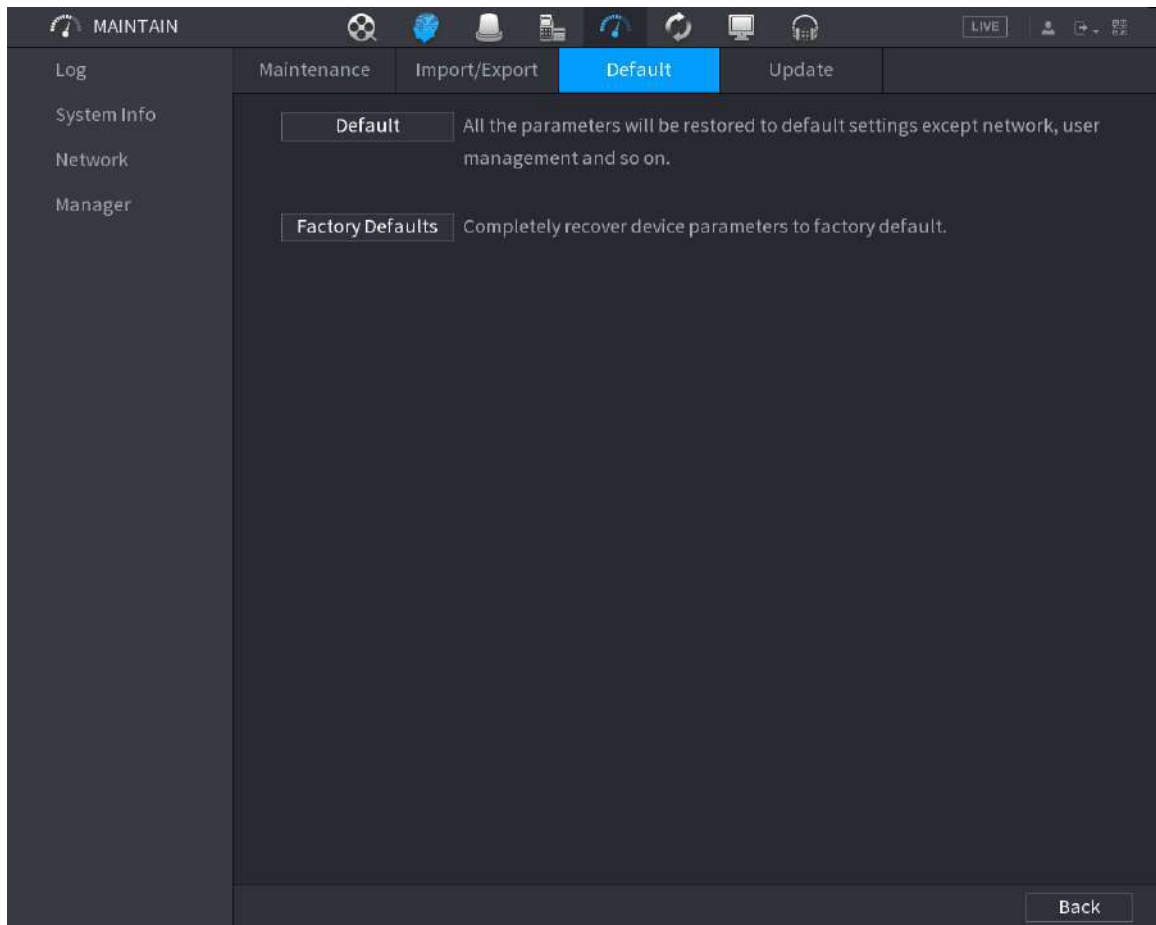 MAINTAIN
LIVE
Log
System Info
Network
Manager
Maintenance
Import/Export
Default
Update
Default
All the parameters will be restored to default settings except network, user
management and so on.
Factory Defaults
Completely recover device parameters to factory default.
Back